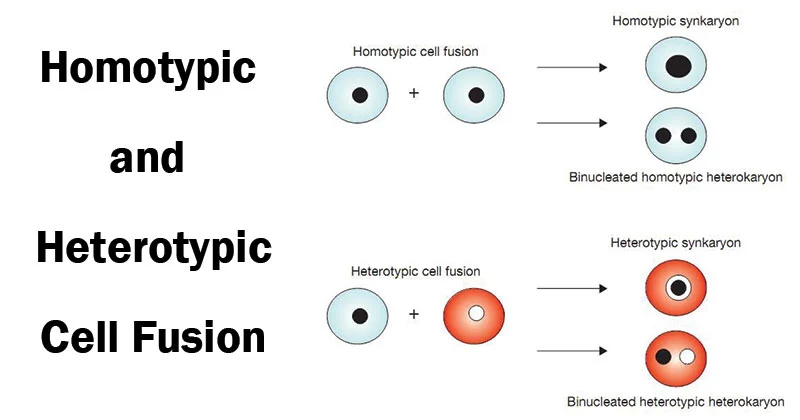 Homotypic
and
Heterotypic
Cell Fusion
Homotypic cell fusion
+
Homotypic synkaryon
Binucleated homotypic heterokaryon
Heterotypic cell fusion
+
Heterotypic synkaryon
Binucleated heterotypic heterokaryon